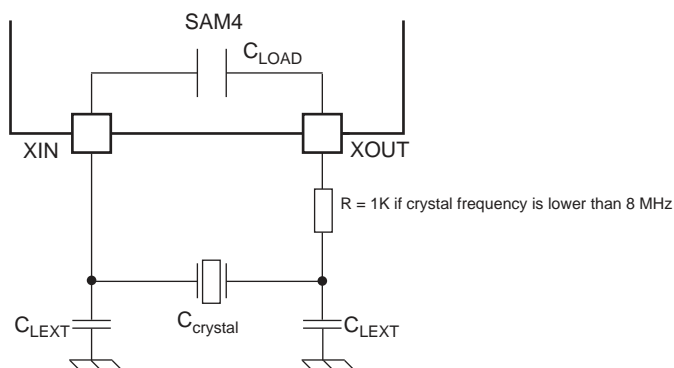 SAM4
CLOAD
XIN
XOUT
R = 1K if crystal frequency is lower than 8 MHz
CLEXT
Ccrystal
CLEXT